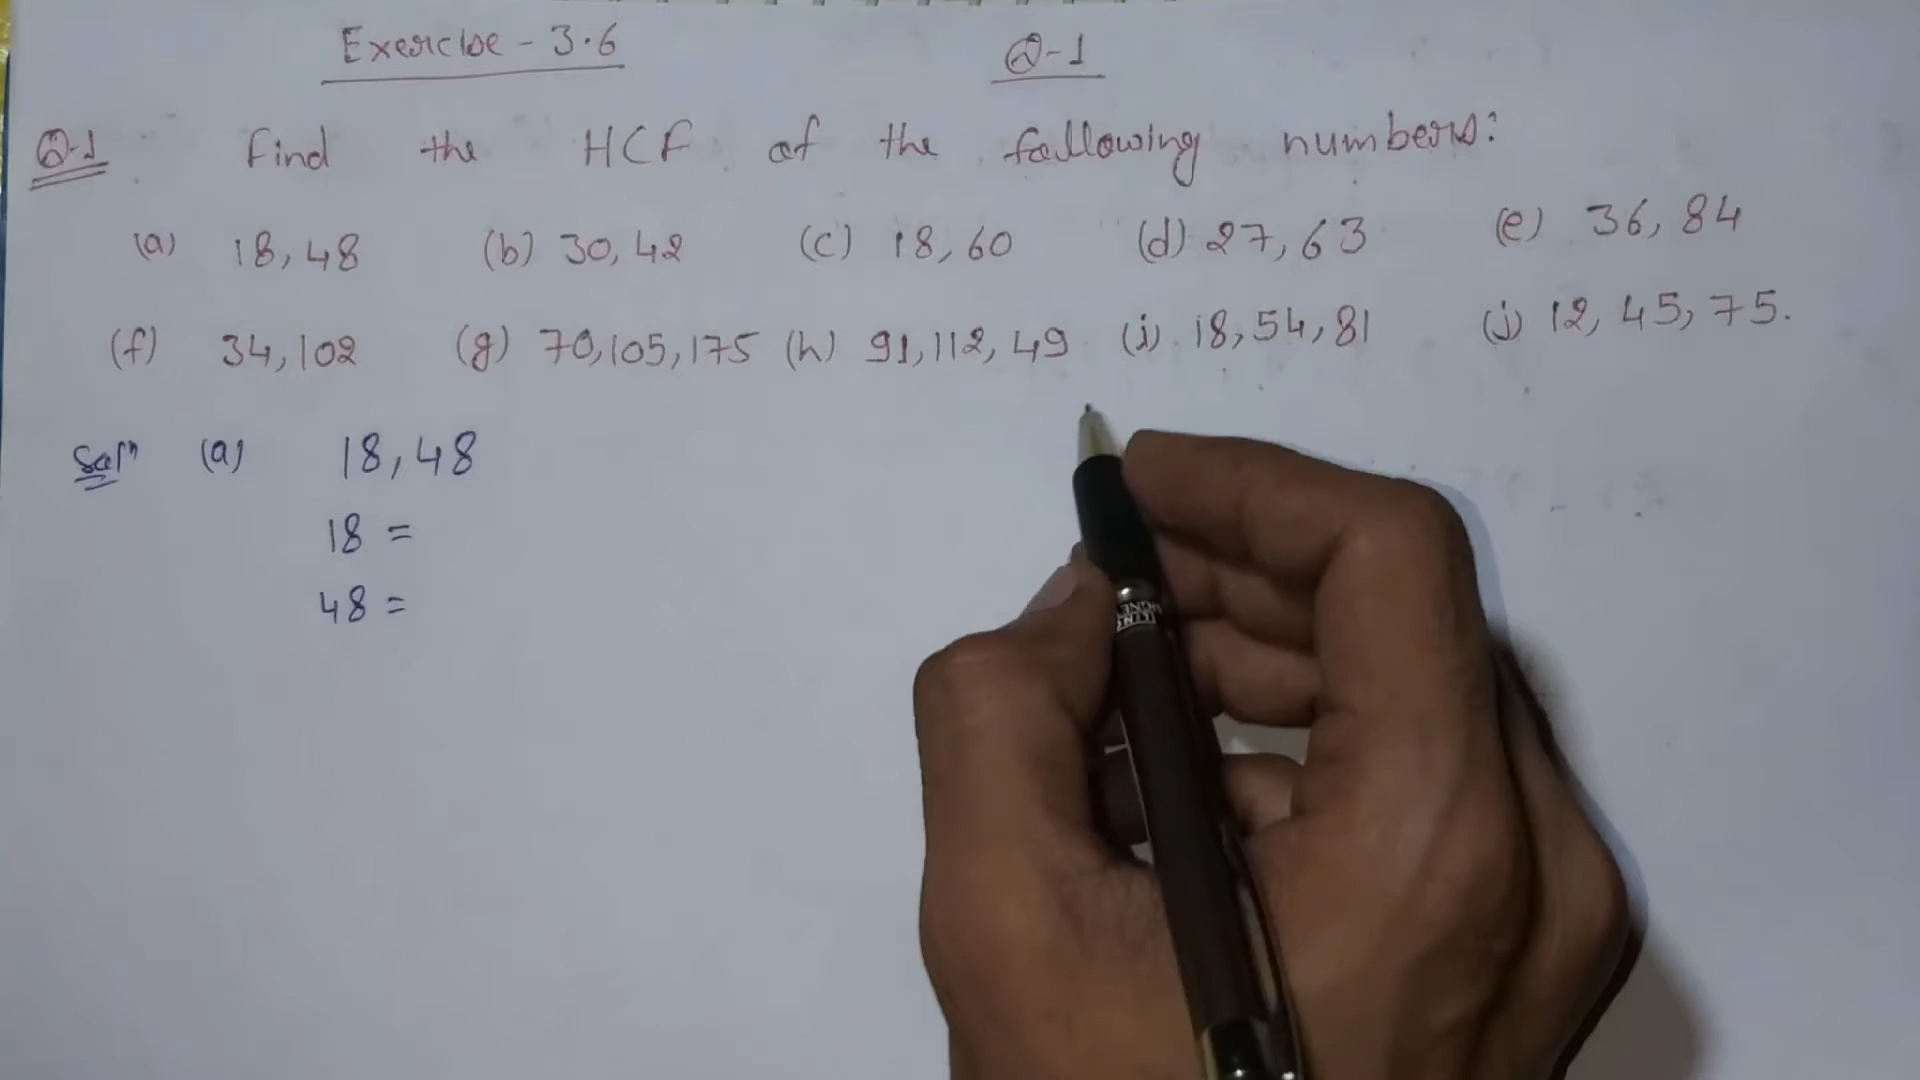 Exercise - 3.6
Q-1
Q-1 Find the HCF of the following numbers:
(a) 18, 48 (b) 30, 42 (c) 18, 60 (d) 27, 63 (e) 36, 84
(f) 34, 102 (g) 70, 105, 175 (h) 91, 112, 49 (i) 18, 54, 81 (j) 12, 45, 75.
Solⁿ (a) 18, 48
18 =
48 =